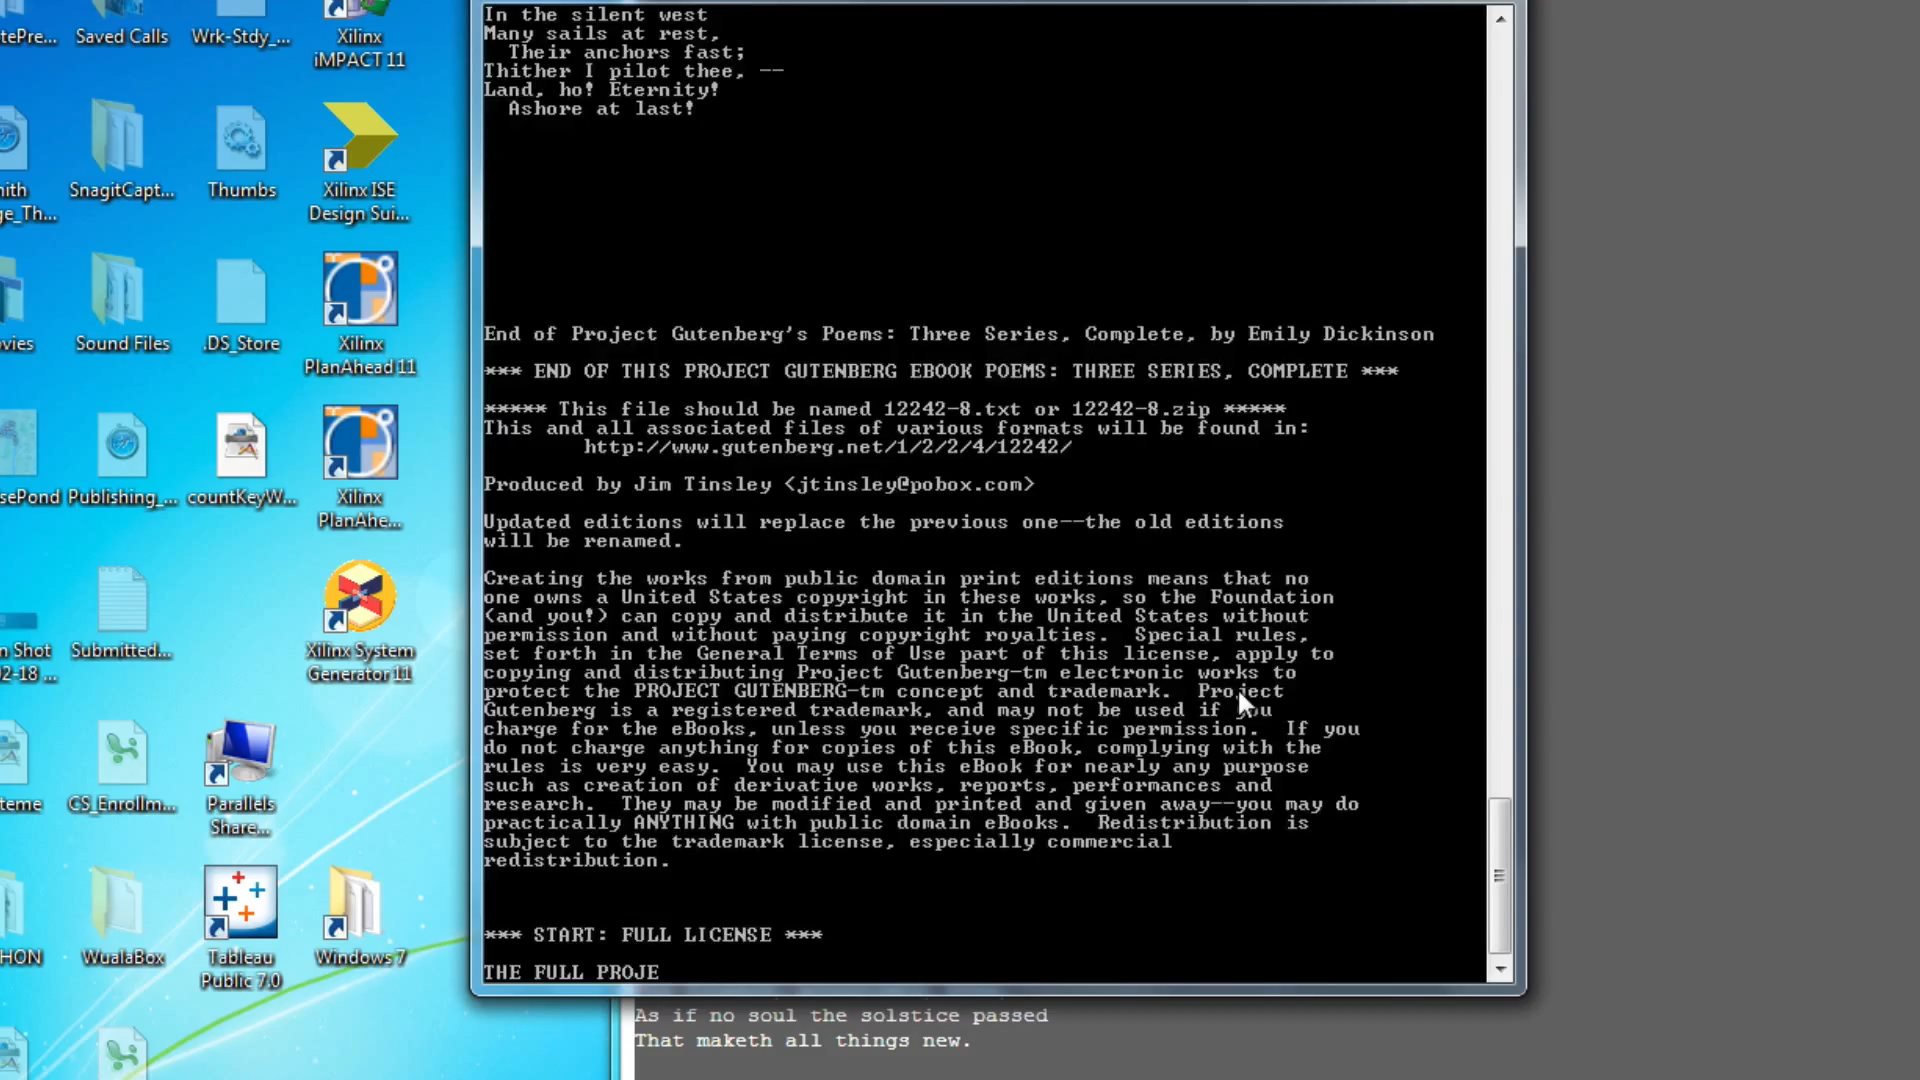 In the silent west
Many sails at rest,
Their anchors fast;
Thither I pilot thee, --
Land, ho! Eternity!
Ashore at last!
End of Project Gutenberg's Poems: Three Series, Complete, by Emily Dickinson
*** END OF THIS PROJECT GUTENBERG EBOOK POEMS: THREE SERIES, COMPLETE ***
***** This file should be named 12242-8.txt or 12242-8.zip *****
This and all associated files of various formats will be found in:
http://www.gutenberg.net/1/2/2/4/12242/
Produced by Jim Tinsley <jtinsley@pobox.com>
Updated editions will replace the previous one--the old editions
will be renamed.
Creating the works from public domain print editions means that no
one owns a United States copyright in these works, so the Foundation
(and you!) can copy and distribute it in the United States without
permission and without paying copyright royalties.  Special rules,
set forth in the General Terms of Use part of this license, apply to
copying and distributing Project Gutenberg-tm electronic works to
protect the PROJECT GUTENBERG-tm concept and trademark.  Project
Gutenberg is a registered trademark, and may not be used if you
charge for the eBooks, unless you receive specific permission.  If you
do not charge anything for copies of this eBook, complying with the
rules is very easy.  You may use this eBook for nearly any purpose
such as creation of derivative works, reports, performances and
research.  They may be modified and printed and given away--you may do
practically ANYTHING with public domain eBooks.  Redistribution is
subject to the trademark license, especially commercial
redistribution.
*** START: FULL LICENSE ***
THE FULL PROJE
As if no soul the solstice passed
That maketh all things new.
tePre...
Saved Calls
Wrk-Stdy_...
Xilinx
iMPACT 11
nith
ge_Th...
SnagitCapt...
Thumbs
Xilinx ISE
Design Sui...
vies
Sound Files
.DS_Store
Xilinx
PlanAhead 11
sePond
Publishing_...
countKeyW...
Xilinx
PlanAhe...
n Shot
2-18 ...
Submitted...
Xilinx System
Generator 11
teme
CS_Enrollm...
Parallels
Share...
HON
WualaBox
Tableau
Public 7.0
Windows 7